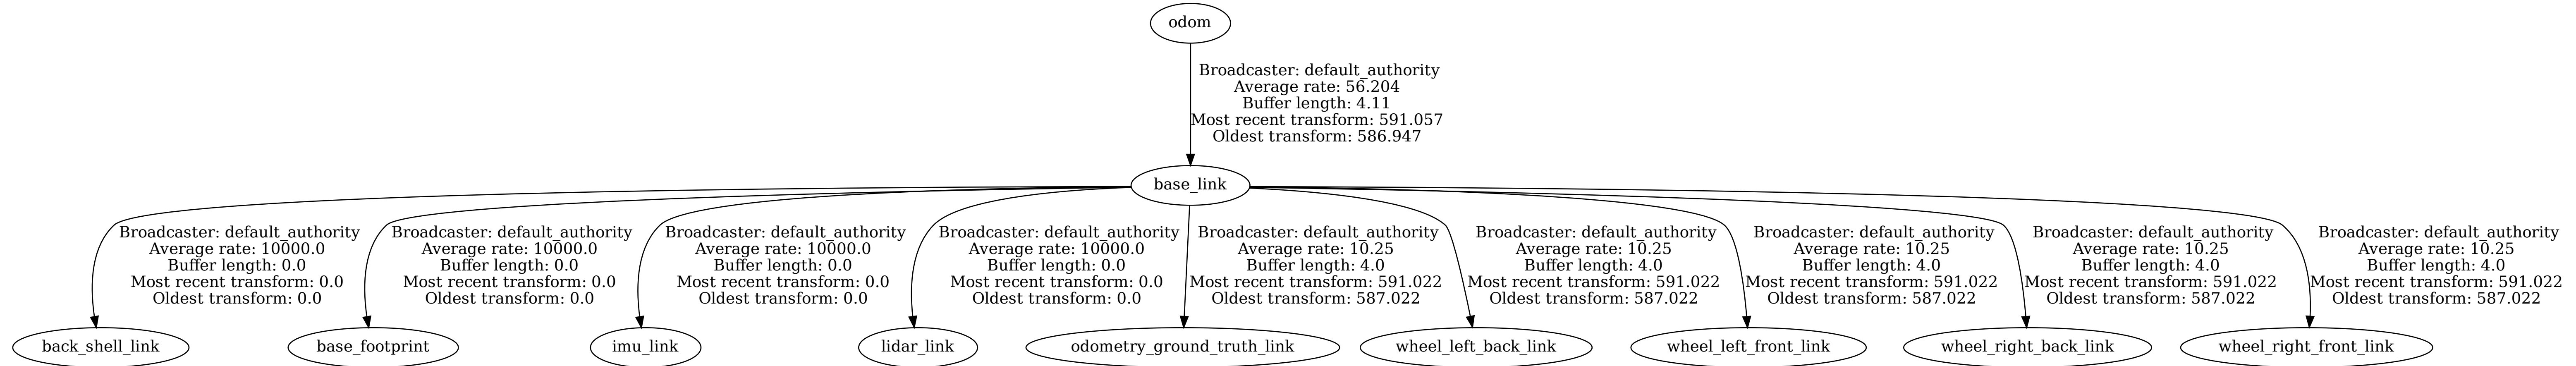 odom
Broadcaster: default_authority
Average rate: 56.204
Buffer length: 4.11
Most recent transform: 591.057
Oldest transform: 586.947
base_link
Broadcaster: default_authority
Average rate: 10000.0
Buffer length: 0.0
Most recent transform: 0.0
Oldest transform: 0.0
Broadcaster: default_authority
Average rate: 10000.0
Buffer length: 0.0
Most recent transform: 0.0
Oldest transform: 0.0
Broadcaster: default_authority
Average rate: 10000.0
Buffer length: 0.0
Most recent transform: 0.0
Oldest transform: 0.0
Broadcaster: default_authority
Average rate: 10000.0
Buffer length: 0.0
Most recent transform: 0.0
Oldest transform: 0.0
Broadcaster: default_authority
Average rate: 10.25
Buffer length: 4.0
Most recent transform: 591.022
Oldest transform: 587.022
Broadcaster: default_authority
Average rate: 10.25
Buffer length: 4.0
Most recent transform: 591.022
Oldest transform: 587.022
Broadcaster: default_authority
Average rate: 10.25
Buffer length: 4.0
Most recent transform: 591.022
Oldest transform: 587.022
Broadcaster: default_authority
Average rate: 10.25
Buffer length: 4.0
Most recent transform: 591.022
Oldest transform: 587.022
Broadcaster: default_authority
Average rate: 10.25
Buffer length: 4.0
Most recent transform: 591.022
Oldest transform: 587.022
back_shell_link
base_footprint
imu_link
lidar_link
odometry_ground_truth_link
wheel_left_back_link
wheel_left_front_link
wheel_right_back_link
wheel_right_front_link